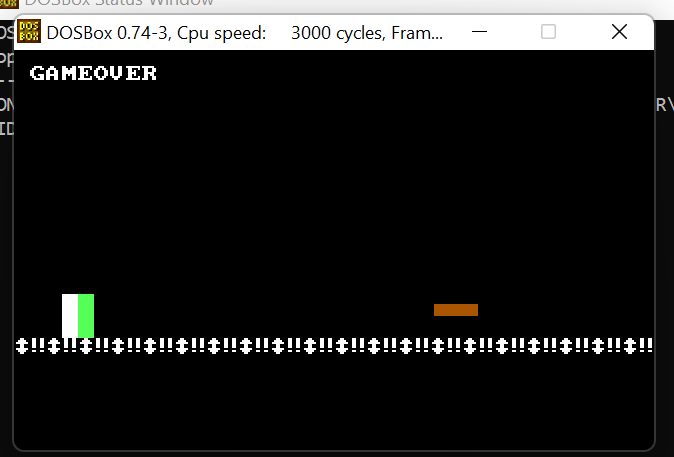 DOSBox Status Window
DOSBox 0.74-3, Cpu speed: 3000 cycles, Fram...
GAMEOVER
↕‼↕‼↕‼↕‼↕‼↕‼↕‼↕‼↕‼↕‼↕‼↕‼↕‼↕‼↕‼↕‼↕‼↕‼↕‼↕‼